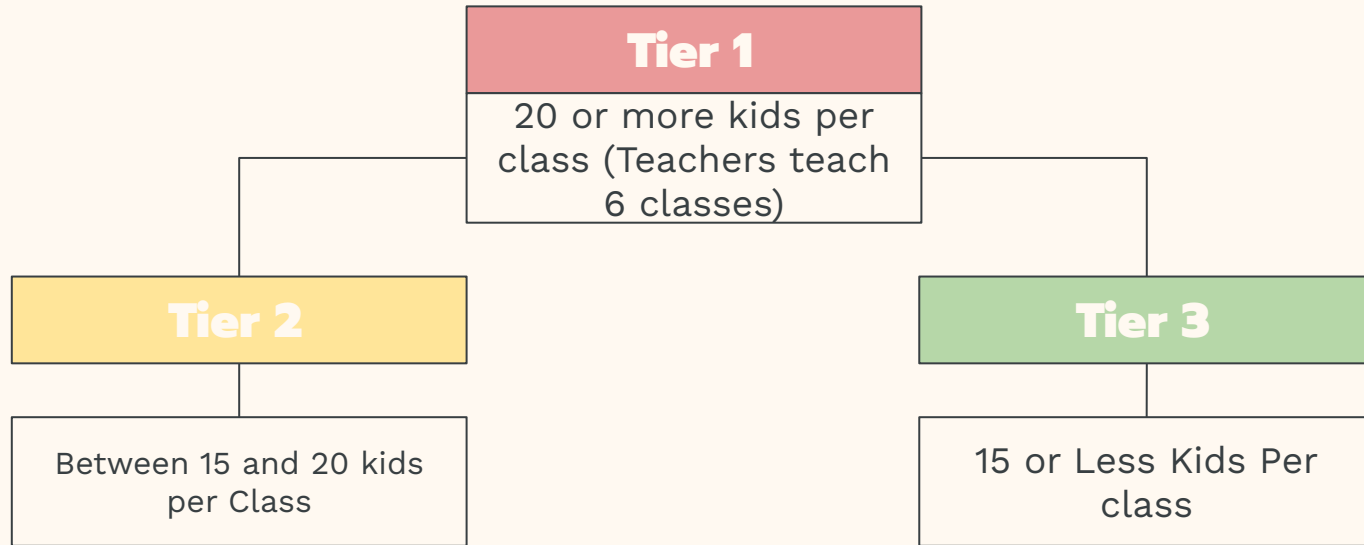 Tier 1
20 or more kids per
class (Teachers teach
6 classes)
Tier 2
Between 15 and 20 kids
per Class
Tier 3
15 or Less Kids Per
class